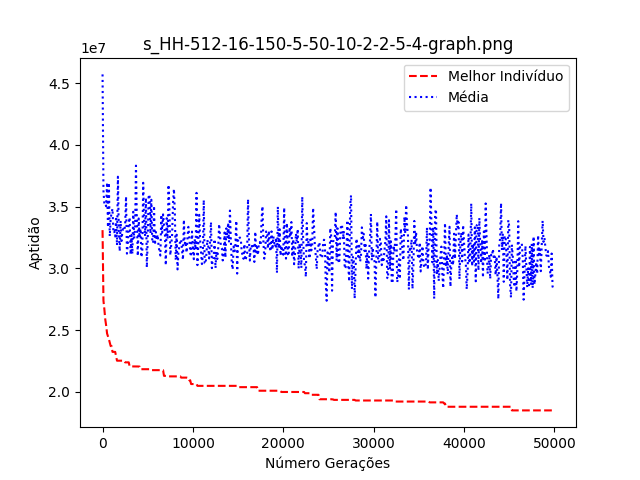 s_HH-512-16-150-5-50-10-2-2-5-4-graph.png
1e7
Melhor Indivíduo
Média
4.5
4.0
3.5
3.0
2.5
2.0
Aptidão
0
10000
20000
30000
40000
50000
Número Gerações